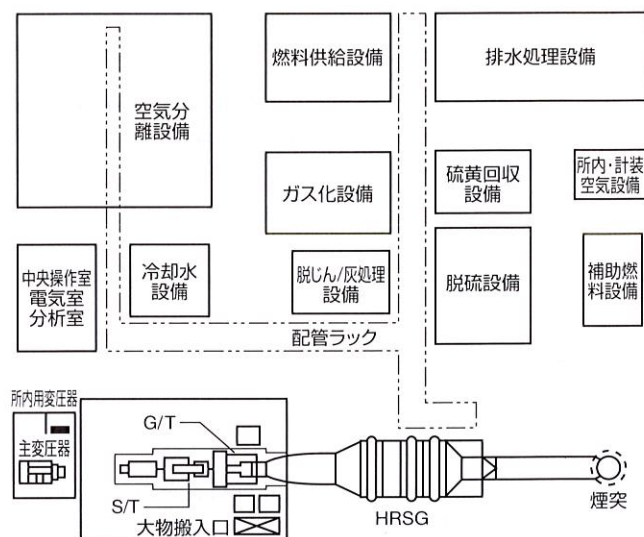 燃料供給設備
排水処理設備
空気分
離設備
ガス化設備
硫黄回収
設備
所内・計装
空気設備
中央操作室
電気室
分析室
冷却水
設備
脱じん/灰処理
設備
脱硫設備
補助燃
料設備
配管ラック
所内用変圧器
主変圧器
G/T
S/T
大物搬入口
HRSG
煙突